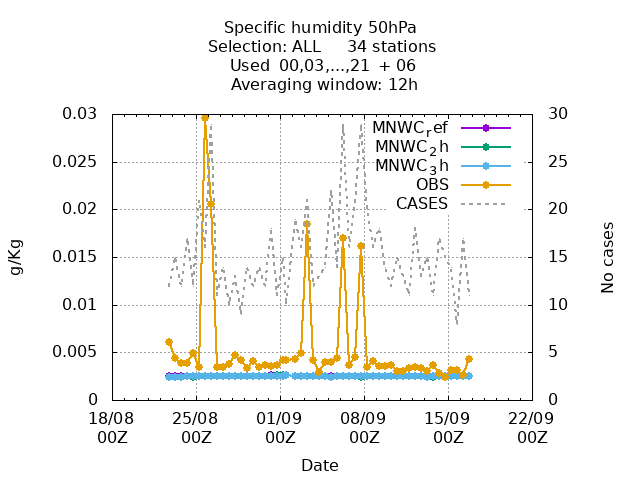 Specific humidity 50hPa
Selection: ALL 34 stations
Used 00,03,...,21 + 06
Averaging window: 12h
0.03
30
MNWC_ref
MNWC_2h
MNWC_3h
OBS
CASES
0.025
25
0.02
20
0.015
15
0.01
10
0.005
5
0
0
g/Kg
No cases
18/08 25/08 01/09 08/09 15/09 22/09
00Z 00Z 00Z 00Z 00Z 00Z
Date